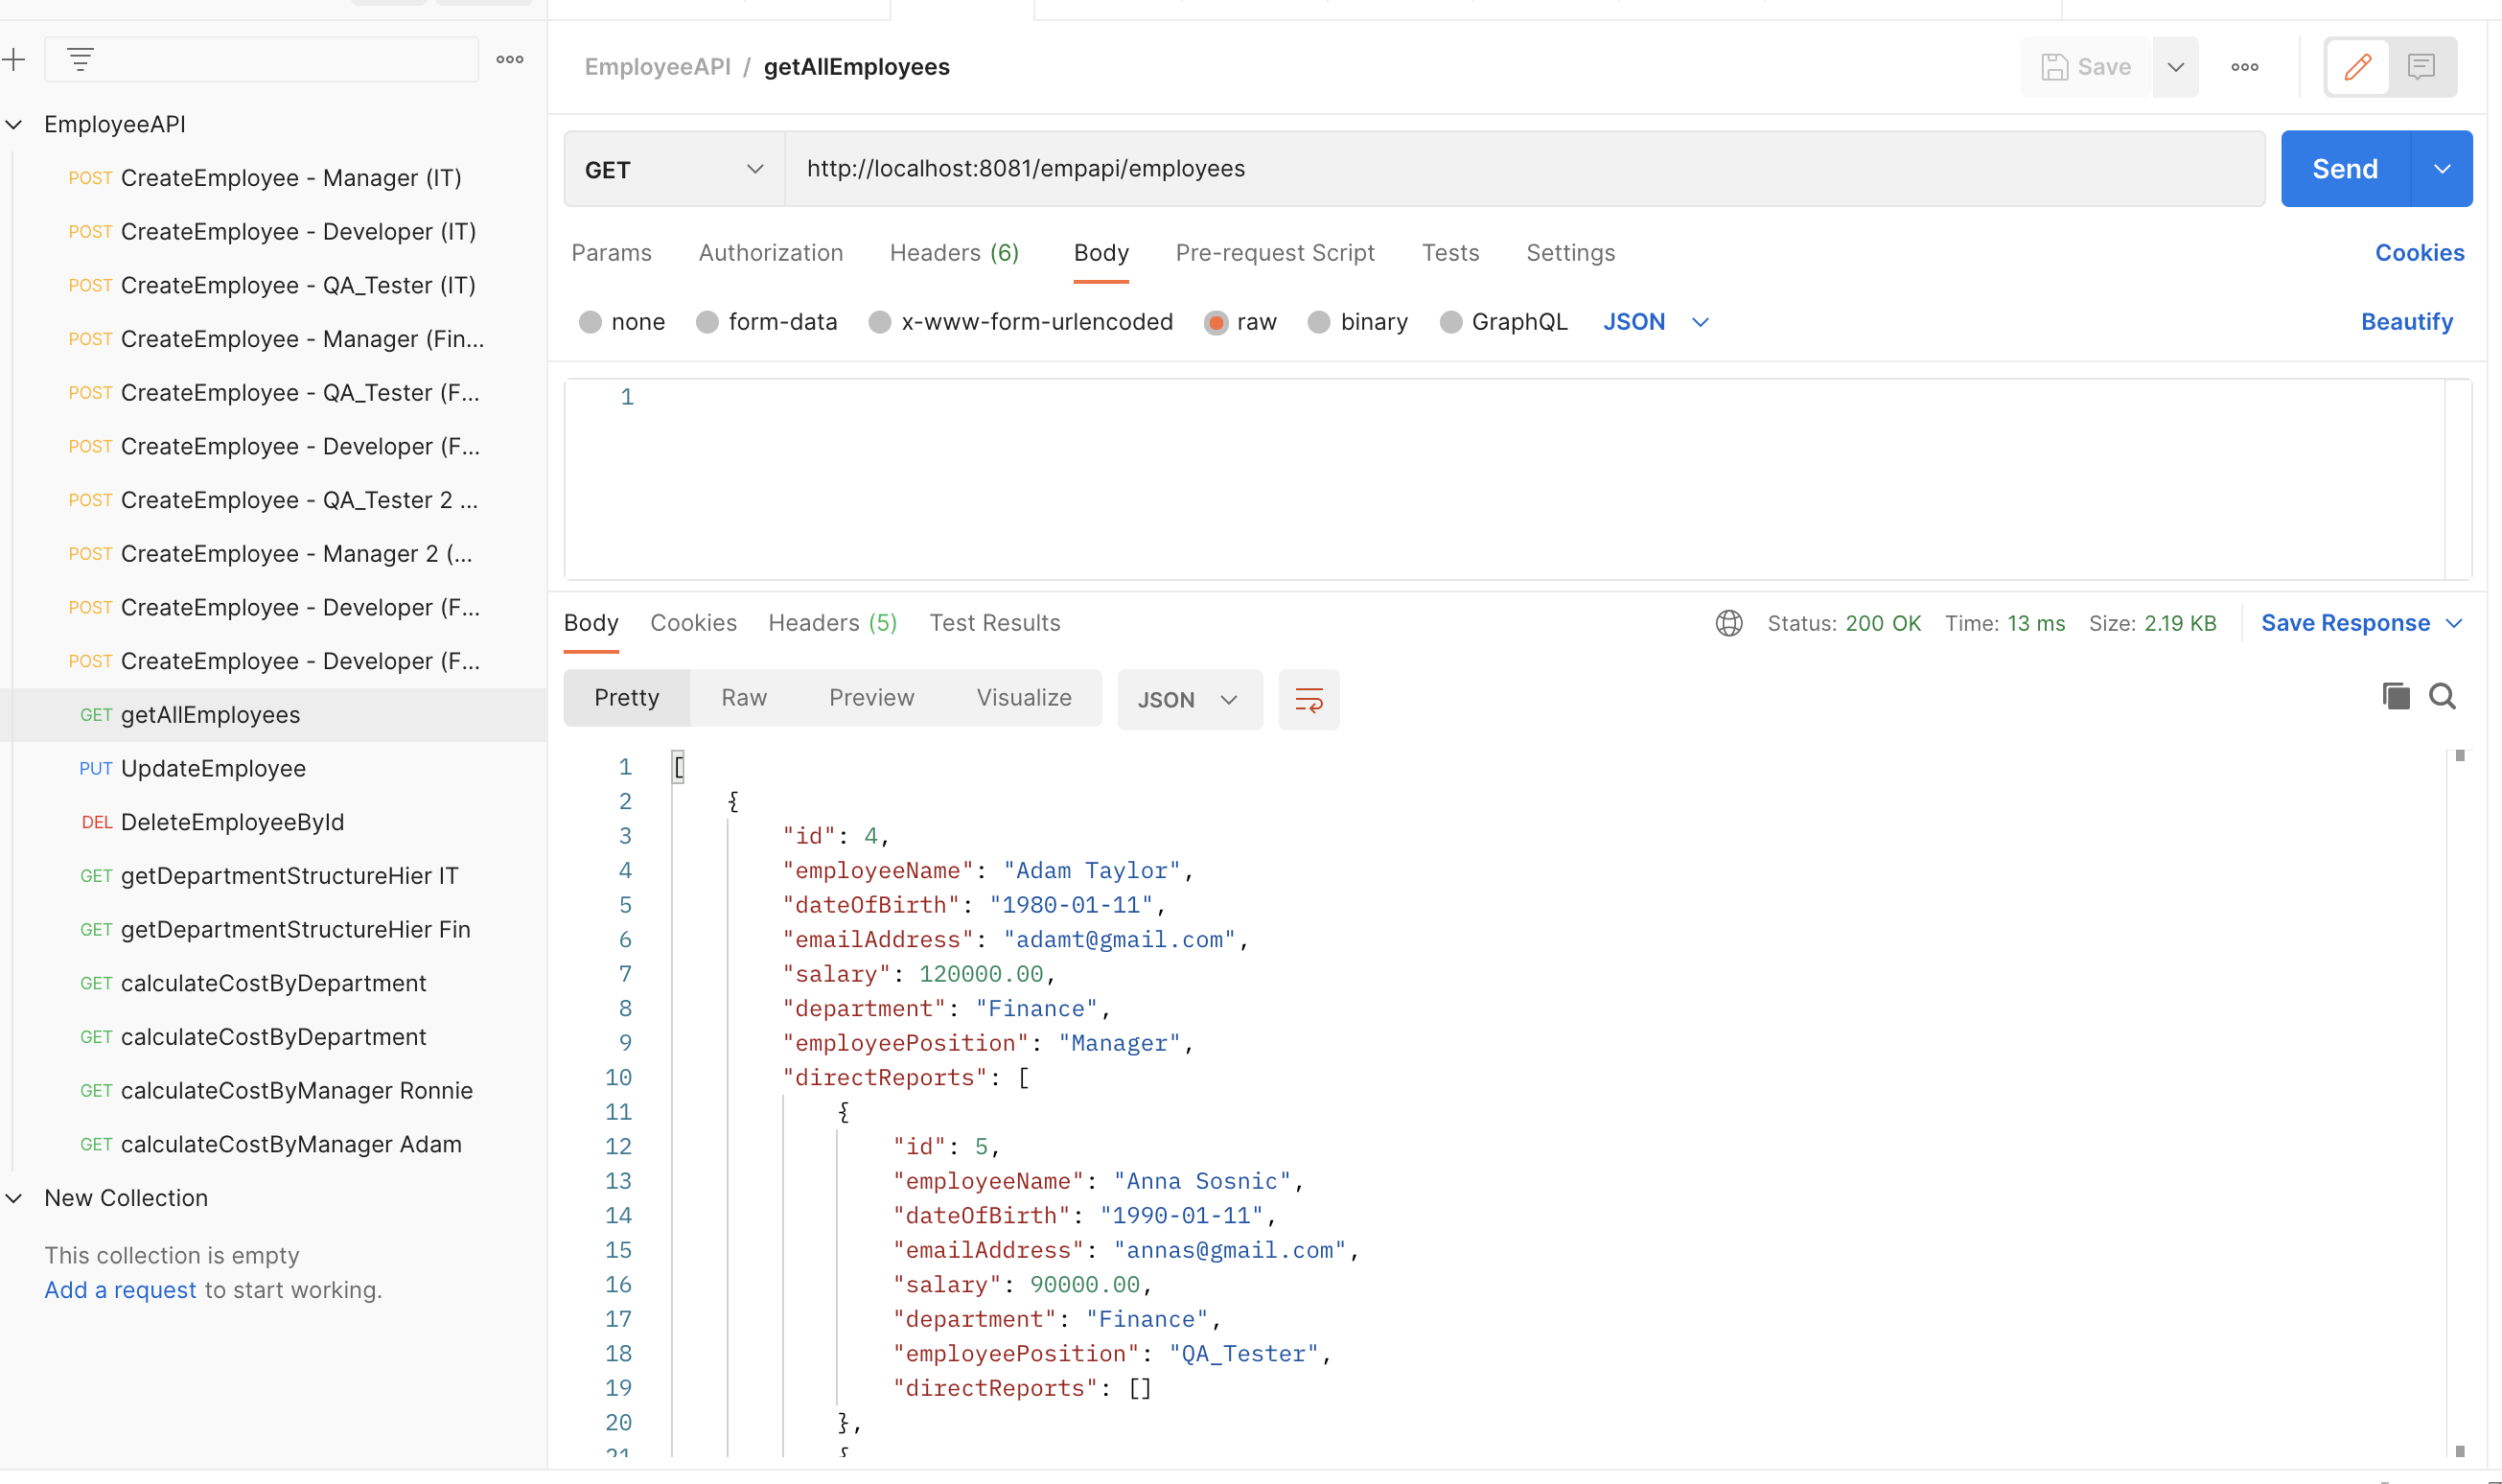 EmployeeAPI
POST CreateEmployee - Manager (IT)
POST CreateEmployee - Developer (IT)
POST CreateEmployee - QA_Tester (IT)
POST CreateEmployee - Manager (Fin...
POST CreateEmployee - QA_Tester (F...
POST CreateEmployee - Developer (F...
POST CreateEmployee - QA_Tester 2 ...
POST CreateEmployee - Manager 2 (...
POST CreateEmployee - Developer (F...
POST CreateEmployee - Developer (F...
GET getAllEmployees
PUT UpdateEmployee
DEL DeleteEmployeeById
GET getDepartmentStructureHier IT
GET getDepartmentStructureHier Fin
GET calculateCostByDepartment
GET calculateCostByDepartment
GET calculateCostByManager Ronnie
GET calculateCostByManager Adam
New Collection
This collection is empty
Add a request to start working.
EmployeeAPI / getAllEmployees
Save
GET http://localhost:8081/empapi/employees Send
Params Authorization Headers (6) Body Pre-request Script Tests Settings Cookies
none form-data x-www-form-urlencoded raw binary GraphQL JSON Beautify
1
Body Cookies Headers (5) Test Results Status: 200 OK Time: 13 ms Size: 2.19 KB Save Response
Pretty Raw Preview Visualize JSON
1 [
2 {
3 "id": 4,
4 "employeeName": "Adam Taylor",
5 "dateOfBirth": "1980-01-11",
6 "emailAddress": "adamt@gmail.com",
7 "salary": 120000.00,
8 "department": "Finance",
9 "employeePosition": "Manager",
10 "directReports": [
11 {
12 "id": 5,
13 "employeeName": "Anna Sosnic",
14 "dateOfBirth": "1990-01-11",
15 "emailAddress": "annas@gmail.com",
16 "salary": 90000.00,
17 "department": "Finance",
18 "employeePosition": "QA_Tester",
19 "directReports": []
20 },
21 {